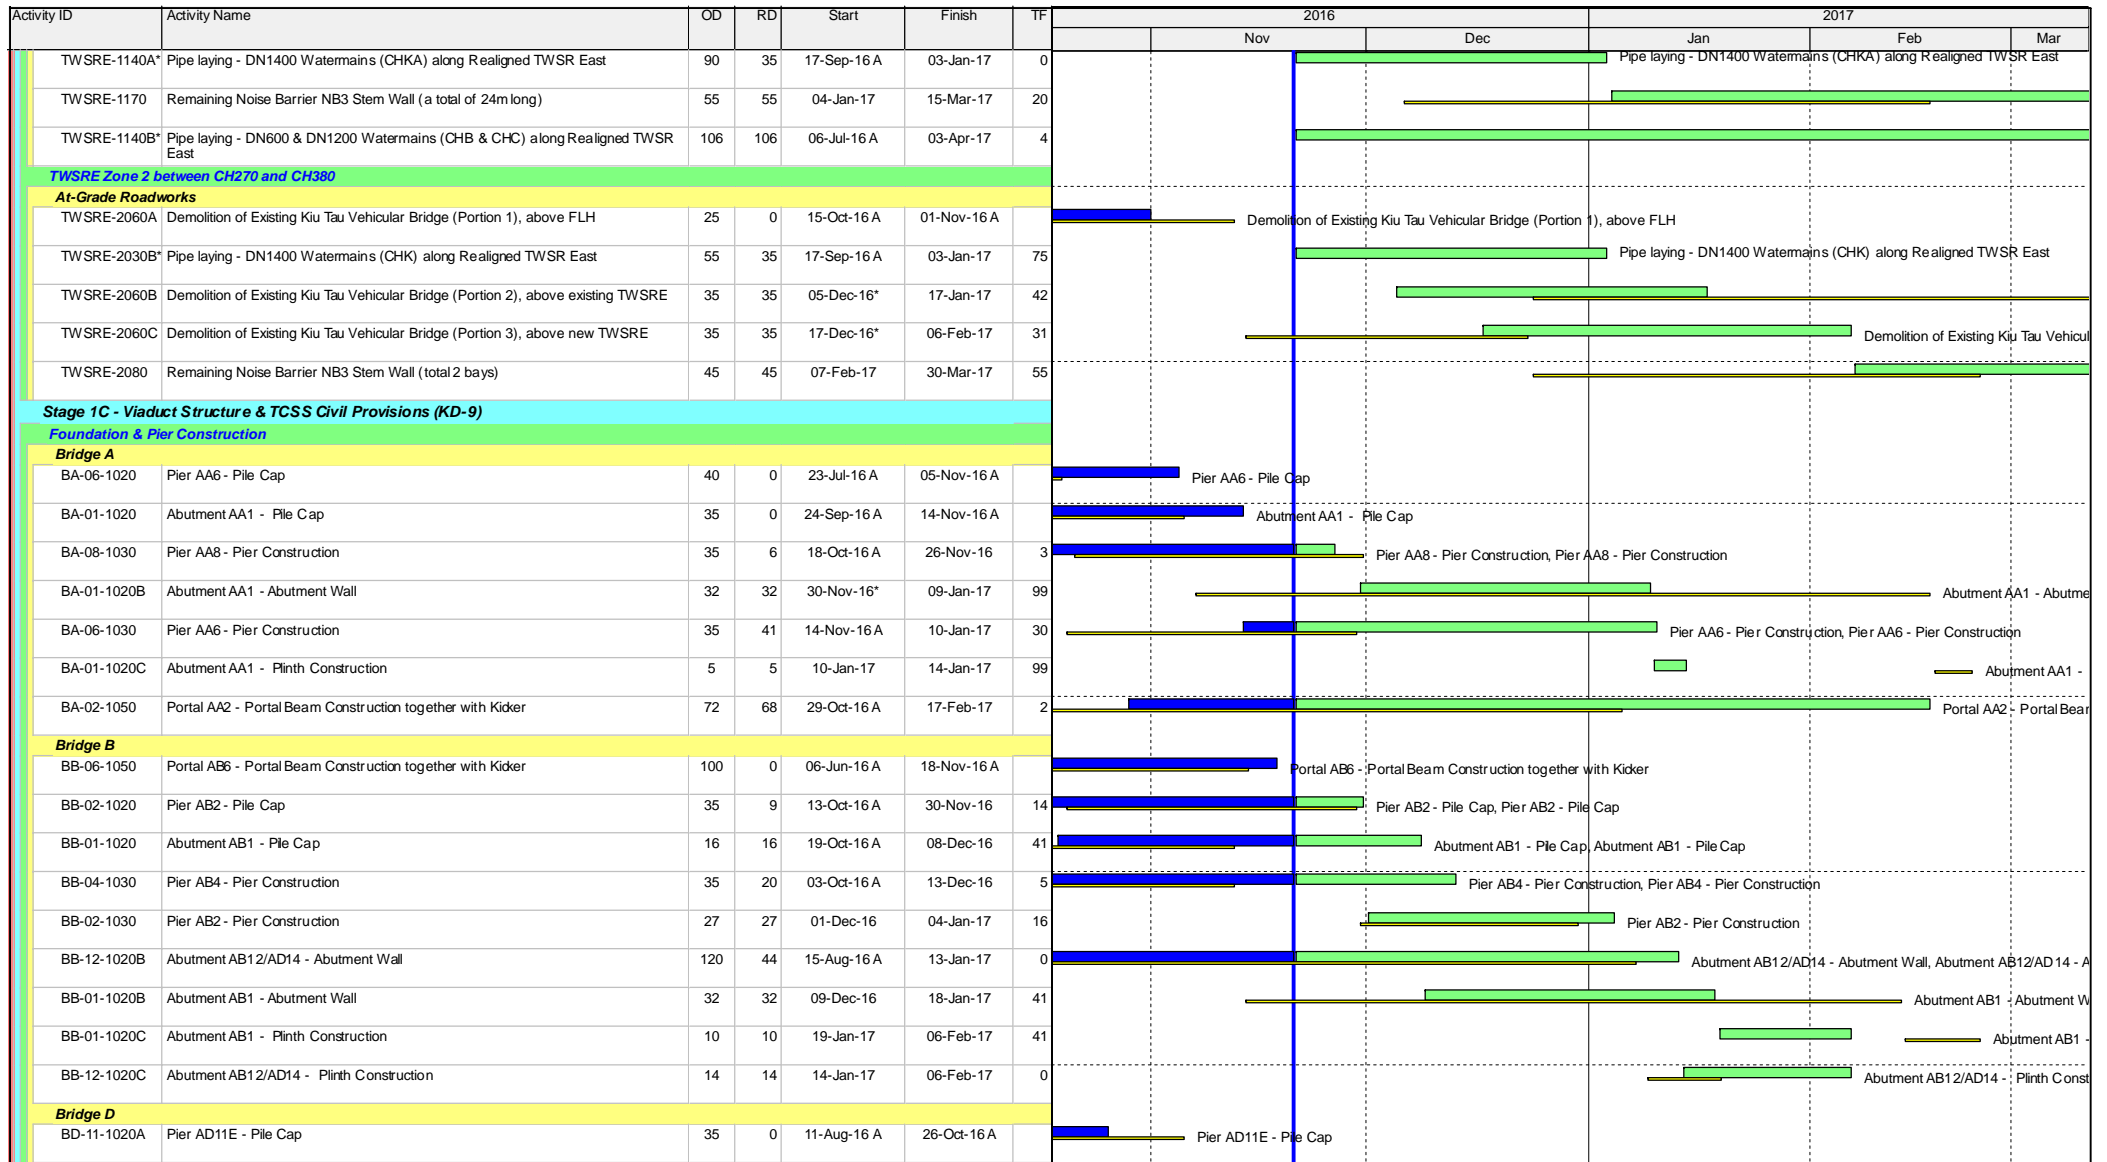 Activity ID Activity Name OD RD Start Finish TF 2016 2017
Nov Dec Jan Feb Mar
TWSRE-1140A* Pipe laying - DN1400 Watermains (CHKA) along Realigned TWSR East 90 35 17-Sep-16 A 03-Jan-17 0 Pipe laying - DN1400 Watermains (CHKA) along Realigned TWSR East
TWSRE-1170 Remaining Noise Barrier NB3 Stem Wall (a total of 24m long) 55 55 04-Jan-17 15-Mar-17 20
TWSRE-1140B* Pipe laying - DN600 & DN1200 Watermains (CHB & CHC) along Realigned TWSR 106 106 06-Jul-16 A 03-Apr-17 4
East
TWSRE Zone 2 between CH270 and CH380
At-Grade Roadworks
TWSRE-2060A Demolition of Existing Kiu Tau Vehicular Bridge (Portion 1), above FLH 25 0 15-Oct-16 A 01-Nov-16 A Demolition of Existing Kiu Tau Vehicular Bridge (Portion 1), above FLH
TWSRE-2030B* Pipe laying - DN1400 Watermains (CHK) along Realigned TWSR East 55 35 17-Sep-16 A 03-Jan-17 75 Pipe laying - DN1400 Watermains (CHK) along Realigned TWSR East
TWSRE-2060B Demolition of Existing Kiu Tau Vehicular Bridge (Portion 2), above existing TWSRE 35 35 05-Dec-16* 17-Jan-17 42
TWSRE-2060C Demolition of Existing Kiu Tau Vehicular Bridge (Portion 3), above new TWSRE 35 35 17-Dec-16* 06-Feb-17 31 Demolition of Existing Kiu Tau Vehicul
TWSRE-2080 Remaining Noise Barrier NB3 Stem Wall (total 2 bays) 45 45 07-Feb-17 30-Mar-17 55
Stage 1C - Viaduct Structure & TCSS Civil Provisions (KD-9)
Foundation & Pier Construction
Bridge A
BA-06-1020 Pier AA6 - Pile Cap 40 0 23-Jul-16 A 05-Nov-16 A Pier AA6 - Pile Cap
BA-01-1020 Abutment AA1 - Pile Cap 35 0 24-Sep-16 A 14-Nov-16 A Abutment AA1 - Pile Cap
BA-08-1030 Pier AA8 - Pier Construction 35 6 18-Oct-16 A 26-Nov-16 3 Pier AA8 - Pier Construction, Pier AA8 - Pier Construction
BA-01-1020B Abutment AA1 - Abutment Wall 32 32 30-Nov-16* 09-Jan-17 99 Abutment AA1 - Abutme
BA-06-1030 Pier AA6 - Pier Construction 35 41 14-Nov-16 A 10-Jan-17 30 Pier AA6 - Pier Construction, Pier AA6 - Pier Construction
BA-01-1020C Abutment AA1 - Plinth Construction 5 5 10-Jan-17 14-Jan-17 99 Abutment AA1 -
BA-02-1050 Portal AA2 - Portal Beam Construction together with Kicker 72 68 29-Oct-16 A 17-Feb-17 2 Portal AA2 - Portal Bear
Bridge B
BB-06-1050 Portal AB6 - Portal Beam Construction together with Kicker 100 0 06-Jun-16 A 18-Nov-16 A Portal AB6 - Portal Beam Construction together with Kicker
BB-02-1020 Pier AB2 - Pile Cap 35 9 13-Oct-16 A 30-Nov-16 14 Pier AB2 - Pile Cap, Pier AB2 - Pile Cap
BB-01-1020 Abutment AB1 - Pile Cap 16 16 19-Oct-16 A 08-Dec-16 41 Abutment AB1 - Pile Cap, Abutment AB1 - Pile Cap
BB-04-1030 Pier AB4 - Pier Construction 35 20 03-Oct-16 A 13-Dec-16 5 Pier AB4 - Pier Construction, Pier AB4 - Pier Construction
BB-02-1030 Pier AB2 - Pier Construction 27 27 01-Dec-16 04-Jan-17 16 Pier AB2 - Pier Construction
BB-12-1020B Abutment AB12/AD14 - Abutment Wall 120 44 15-Aug-16 A 13-Jan-17 0 Abutment AB12/AD14 - Abutment Wall, Abutment AB12/AD14 - A
BB-01-1020B Abutment AB1 - Abutment Wall 32 32 09-Dec-16 18-Jan-17 41 Abutment AB1 - Abutment W
BB-01-1020C Abutment AB1 - Plinth Construction 10 10 19-Jan-17 06-Feb-17 41 Abutment AB1 -
BB-12-1020C Abutment AB12/AD14 - Plinth Construction 14 14 14-Jan-17 06-Feb-17 0 Abutment AB12/AD14 - Plinth Const
Bridge D
BD-11-1020A Pier AD11E - Pile Cap 35 0 11-Aug-16 A 26-Oct-16 A Pier AD11E - Pile Cap